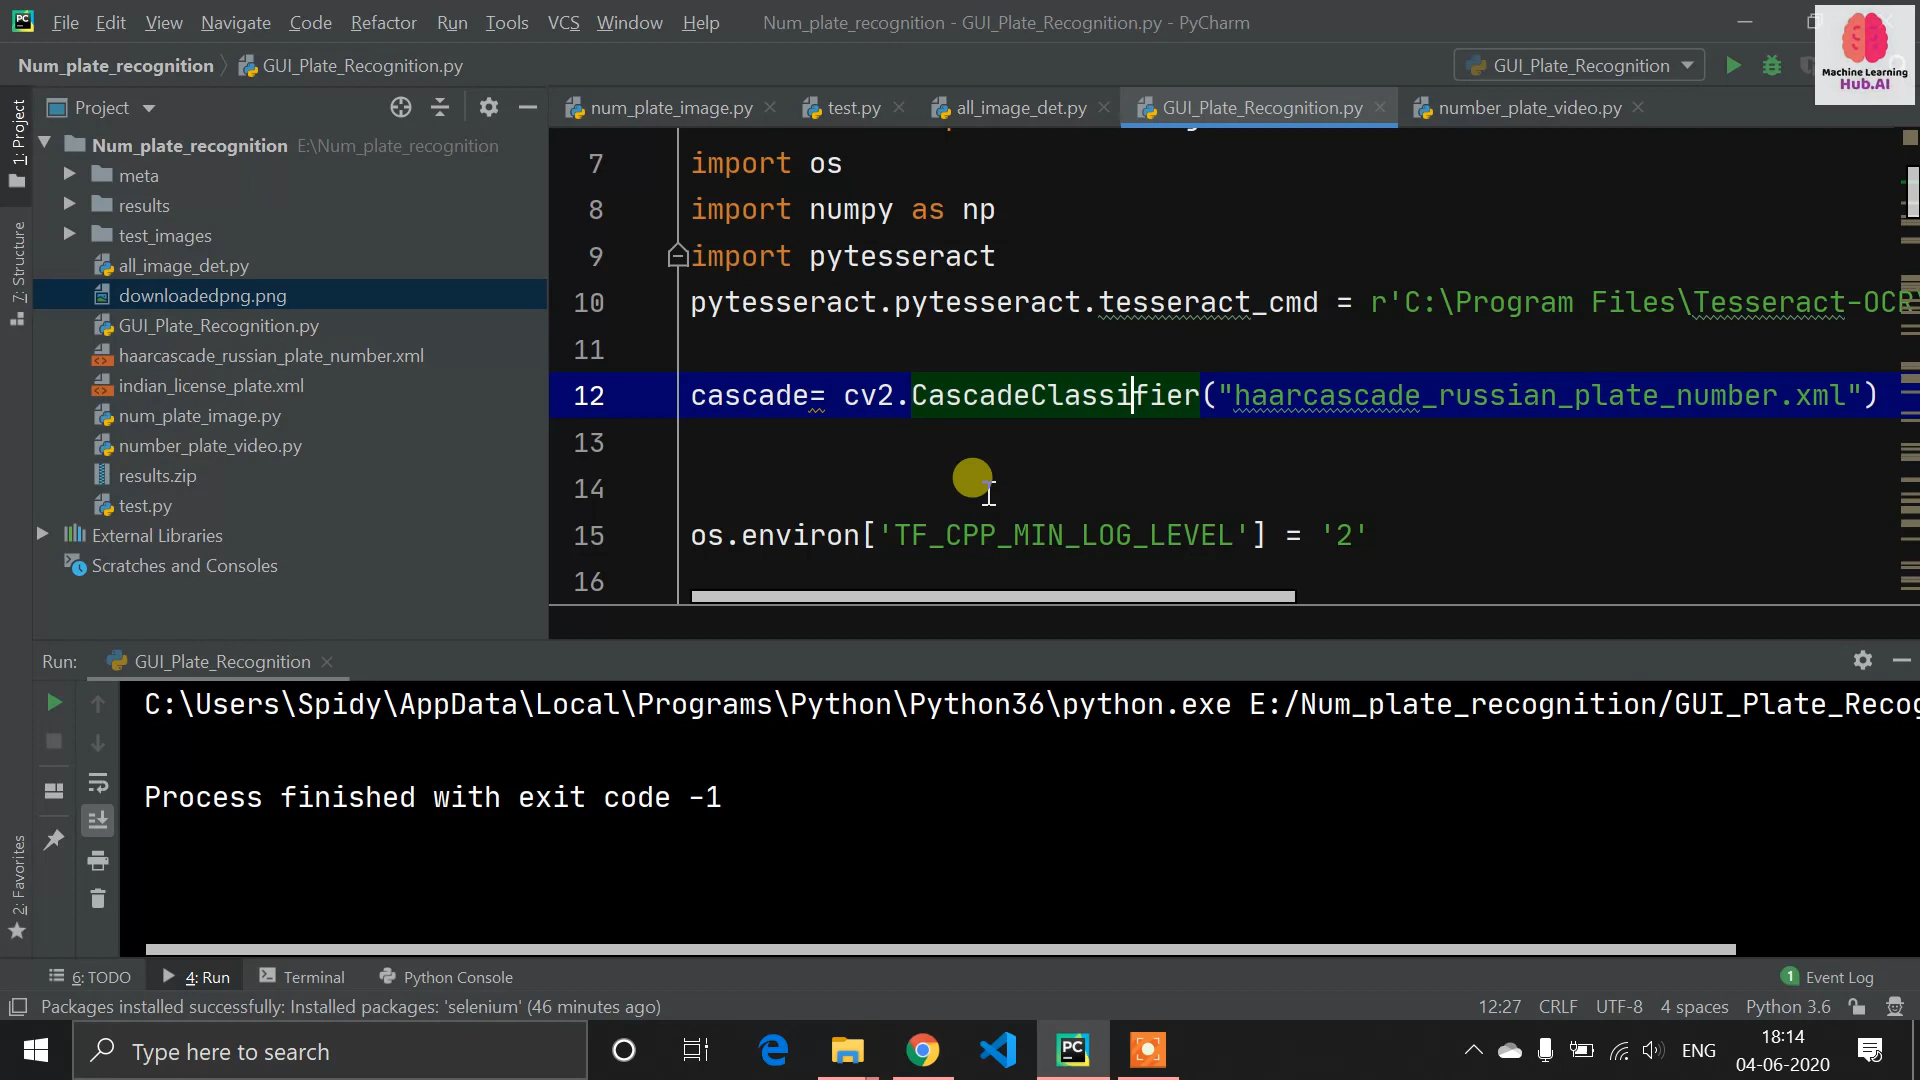 File Edit View Navigate Code Refactor Run Tools VCS Window Help Num_plate_recognition - GUI_Plate_Recognition.py - PyCharm
Machine Learning
Hub.AI
Num_plate_recognition GUI_Plate_Recognition.py GUI_Plate_Recognition
Project num_plate_image.py test.py all_image_det.py GUI_Plate_Recognition.py number_plate_video.py
1: Project
7: Structure
2: Favorites
Num_plate_recognition E:\Num_plate_recognition
meta
results
test_images
all_image_det.py
downloadedpng.png
GUI_Plate_Recognition.py
haarcascade_russian_plate_number.xml
indian_license_plate.xml
num_plate_image.py
number_plate_video.py
results.zip
test.py
External Libraries
Scratches and Consoles
7 import os
8 import numpy as np
9 import pytesseract
10 pytesseract.pytesseract.tesseract_cmd = r'C:\Program Files\Tesseract-OCR\
11
12 cascade= cv2.CascadeClassifier("haarcascade_russian_plate_number.xml")
13
14
15 os.environ['TF_CPP_MIN_LOG_LEVEL'] = '2'
16
Run: GUI_Plate_Recognition
C:\Users\Spidy\AppData\Local\Programs\Python\Python36\python.exe E:/Num_plate_recognition/GUI_Plate_Recog
Process finished with exit code -1
6: TODO 4: Run Terminal Python Console 1 Event Log
Packages installed successfully: Installed packages: 'selenium' (46 minutes ago) 12:27 CRLF UTF-8 4 spaces Python 3.6
Type here to search PC ENG 18:14
04-06-2020